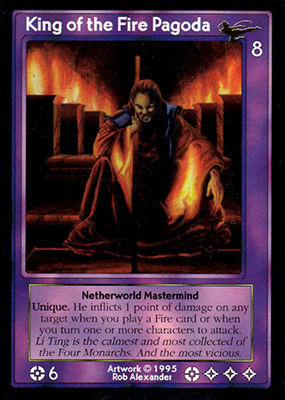 King of the Fire Pagoda
8
Netherworld Mastermind
Unique. He inflicts 1 point of damage on any
target when you play a Fire card or when
you turn one or more characters to attack.
Li Ting is the calmest and most collected of
the Four Monarchs. And the most vicious.
6
Artwork © 1995
Rob Alexander